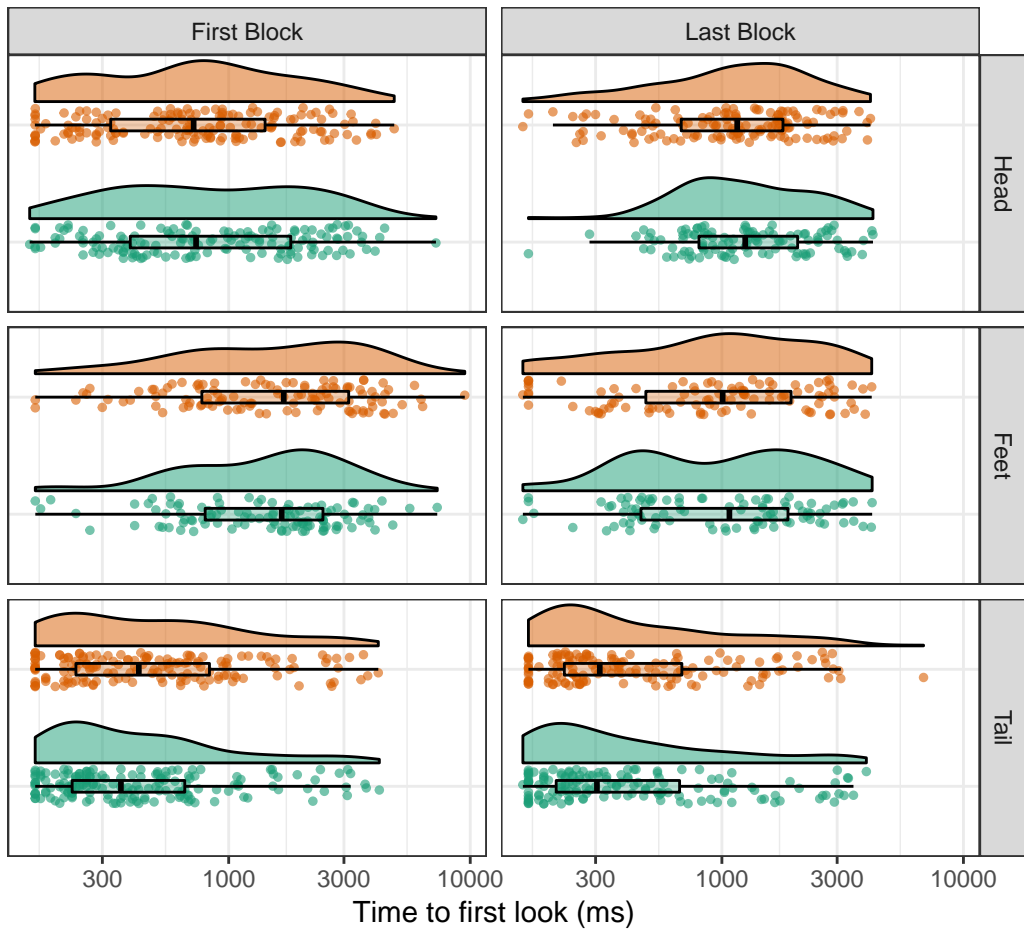 First Block
Last Block
Head
Feet
Tail
300 1000 3000 10000 300 1000 3000 10000
Time to first look (ms)